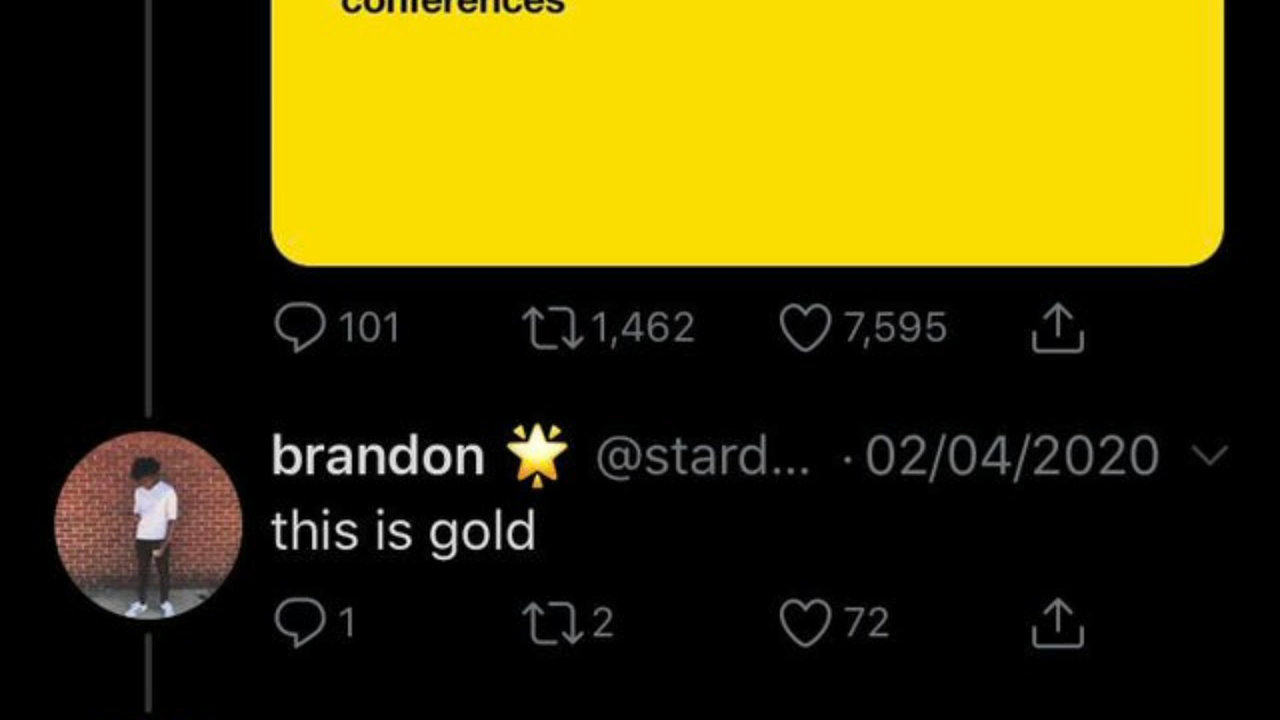 conferences
101 1,462 7,595
brandon 🌟 @stard... · 02/04/2020
this is gold
1 2 72